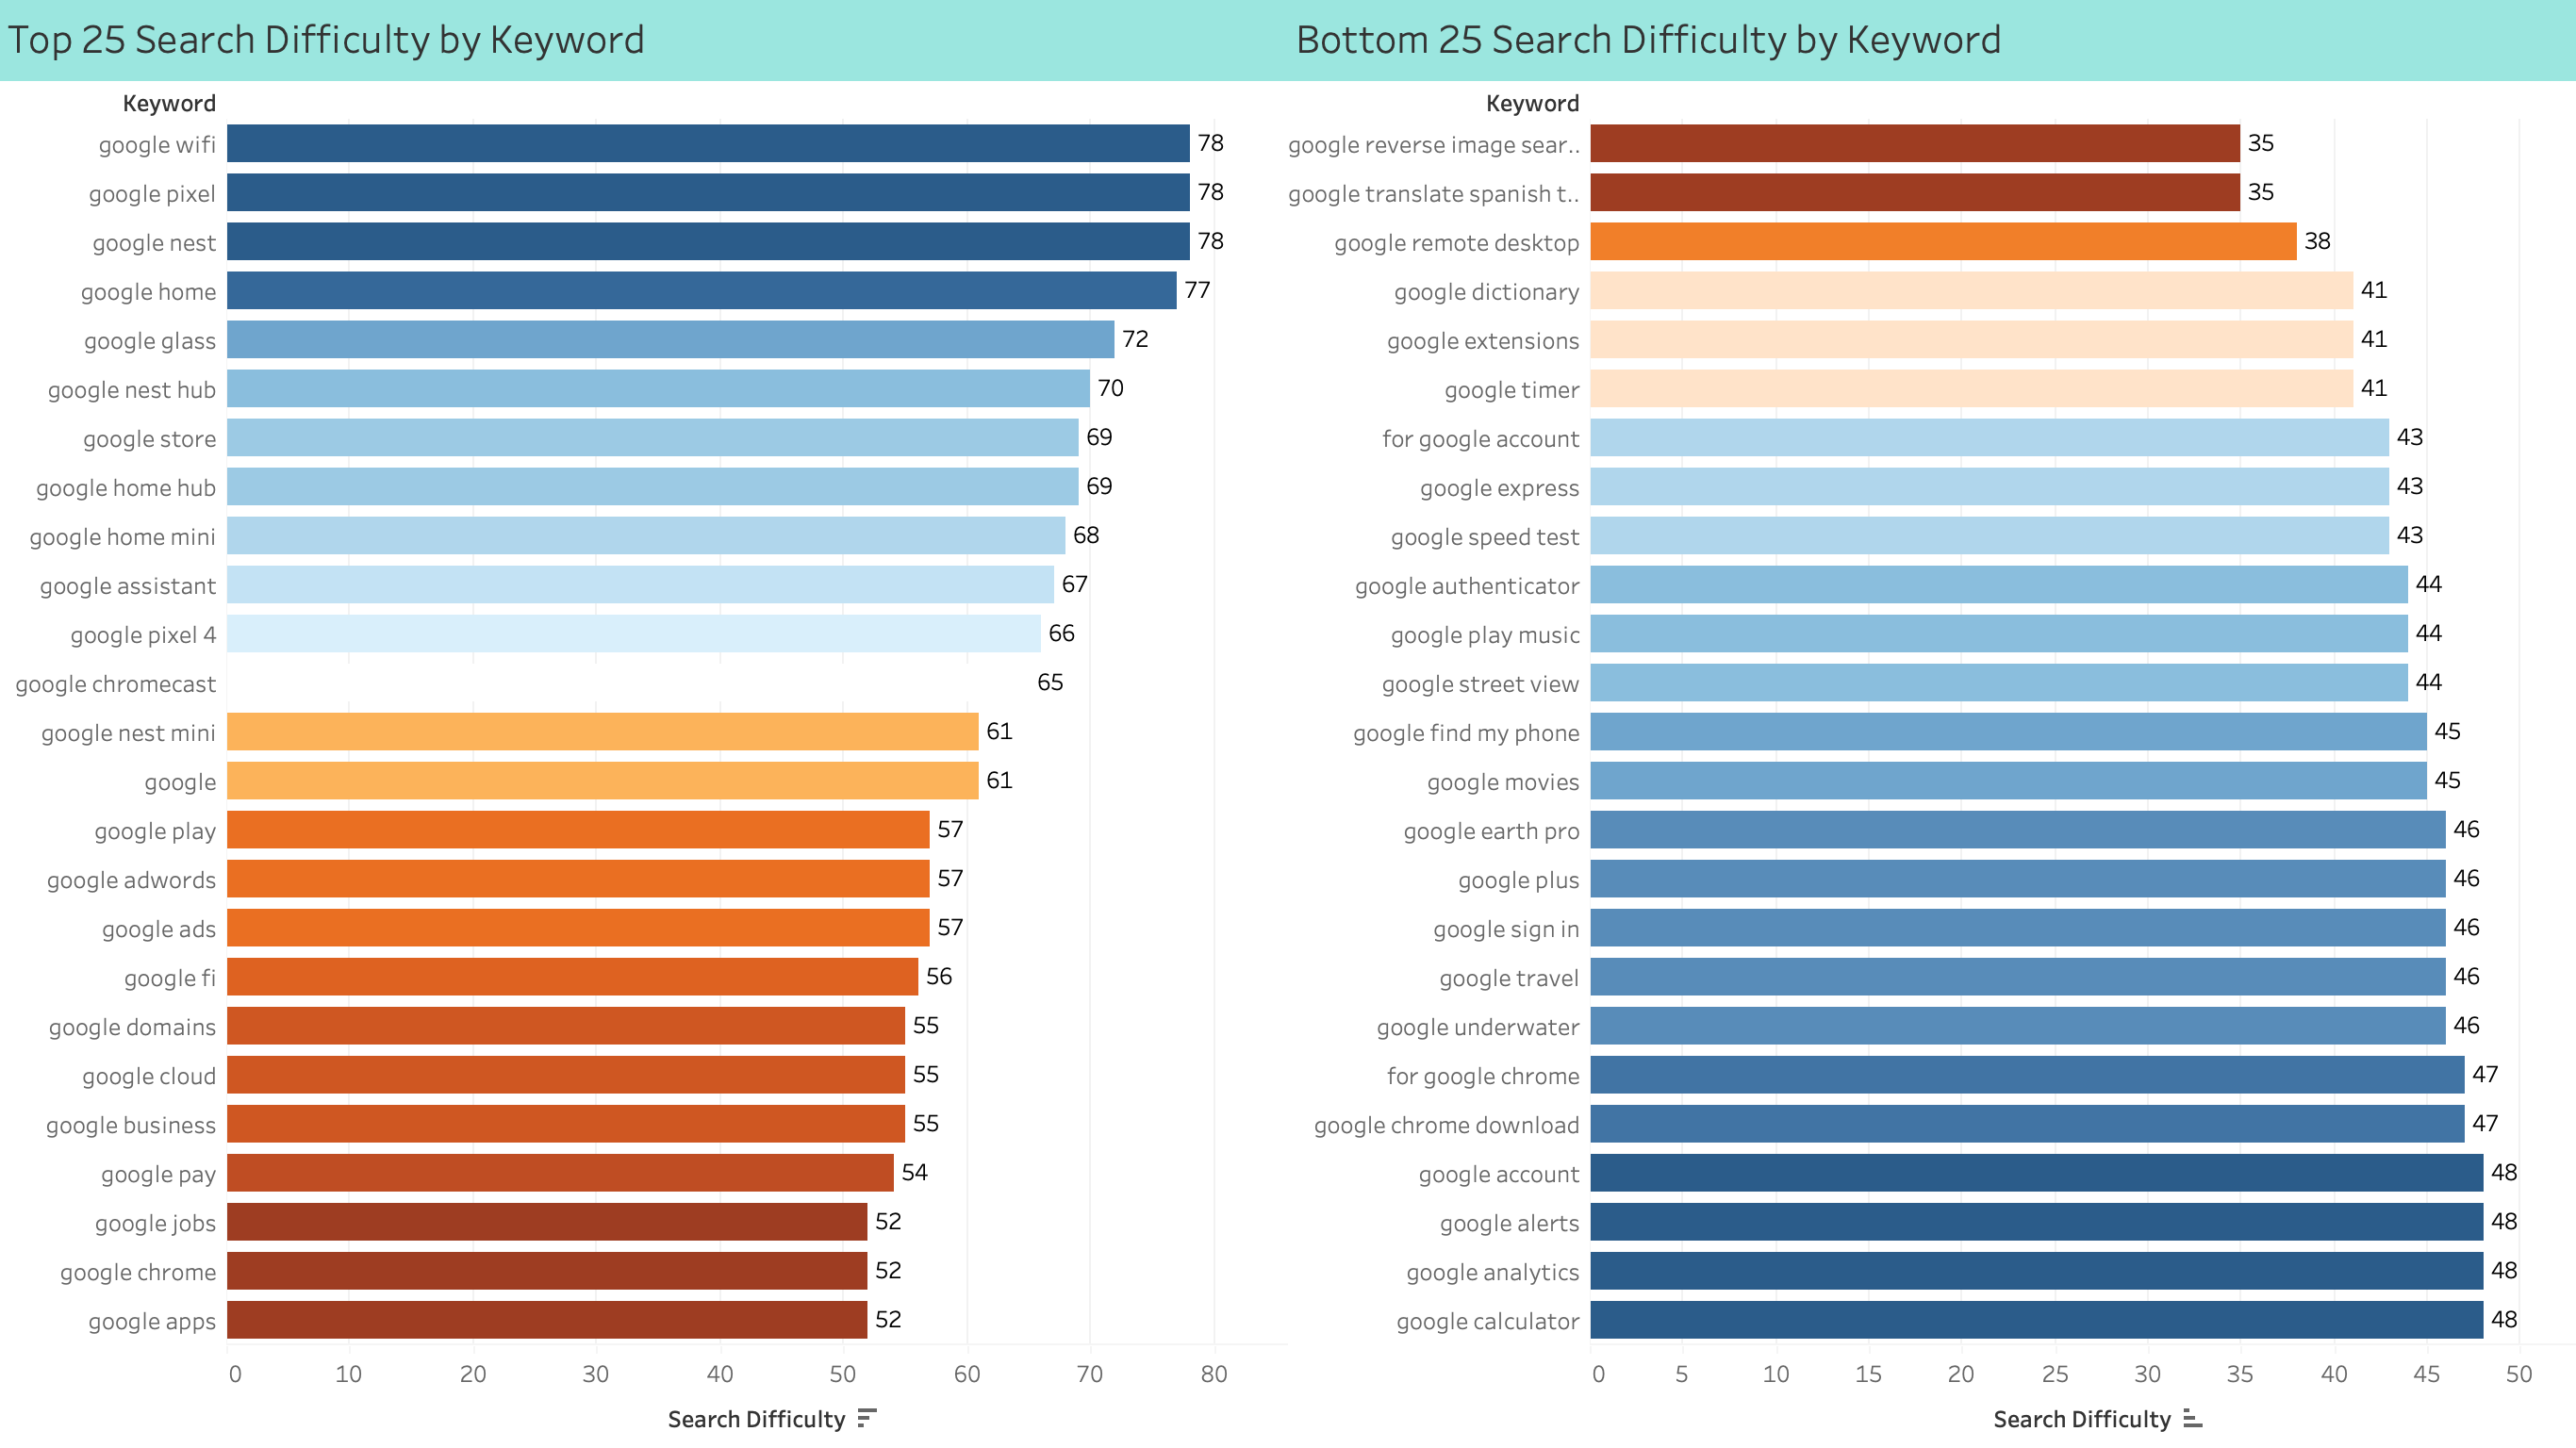 Top 25 Search Difficulty by Keyword
Keyword
google wifi 78
google pixel 78
google nest 78
google home 77
google glass 72
google nest hub 70
google store 69
google home hub 69
google home mini 68
google assistant 67
google pixel 4 66
google chromecast 65
google nest mini 61
google 61
google play 57
google adwords 57
google ads 57
google fi 56
google domains 55
google cloud 55
google business 55
google pay 54
google jobs 52
google chrome 52
google apps 52
0 10 20 30 40 50 60 70 80
Search Difficulty
Bottom 25 Search Difficulty by Keyword
Keyword
google reverse image sear.. 35
google translate spanish t.. 35
google remote desktop 38
google dictionary 41
google extensions 41
google timer 41
for google account 43
google express 43
google speed test 43
google authenticator 44
google play music 44
google street view 44
google find my phone 45
google movies 45
google earth pro 46
google plus 46
google sign in 46
google travel 46
google underwater 46
for google chrome 47
google chrome download 47
google account 48
google alerts 48
google analytics 48
google calculator 48
0 5 10 15 20 25 30 35 40 45 50
Search Difficulty